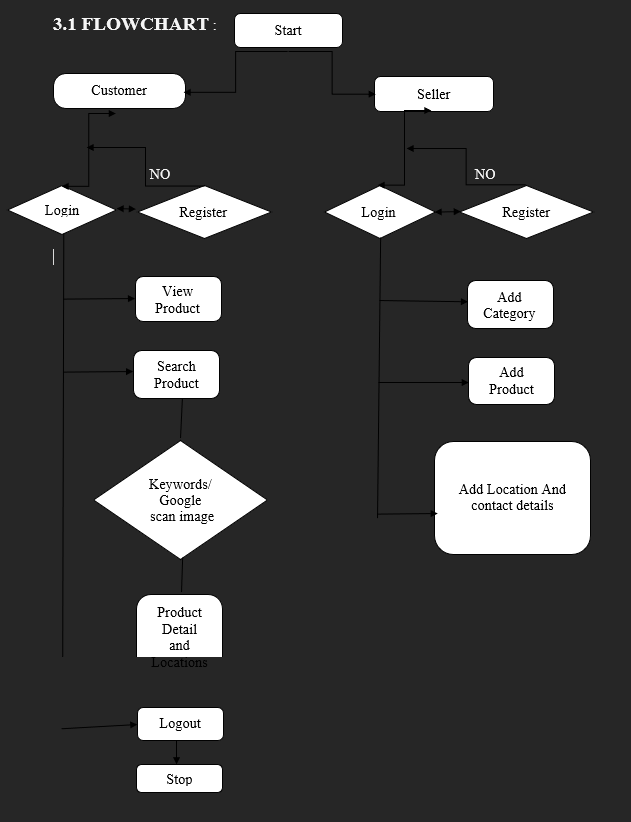 3.1 FLOWCHART :
Start
Customer
Seller
NO
NO
Login
Register
Login
Register
View
Product
Add
Category
Search
Product
Add
Product
Keywords/
Google
scan image
Add Location And
contact details
Product
Detail
and
Locations
Logout
Stop